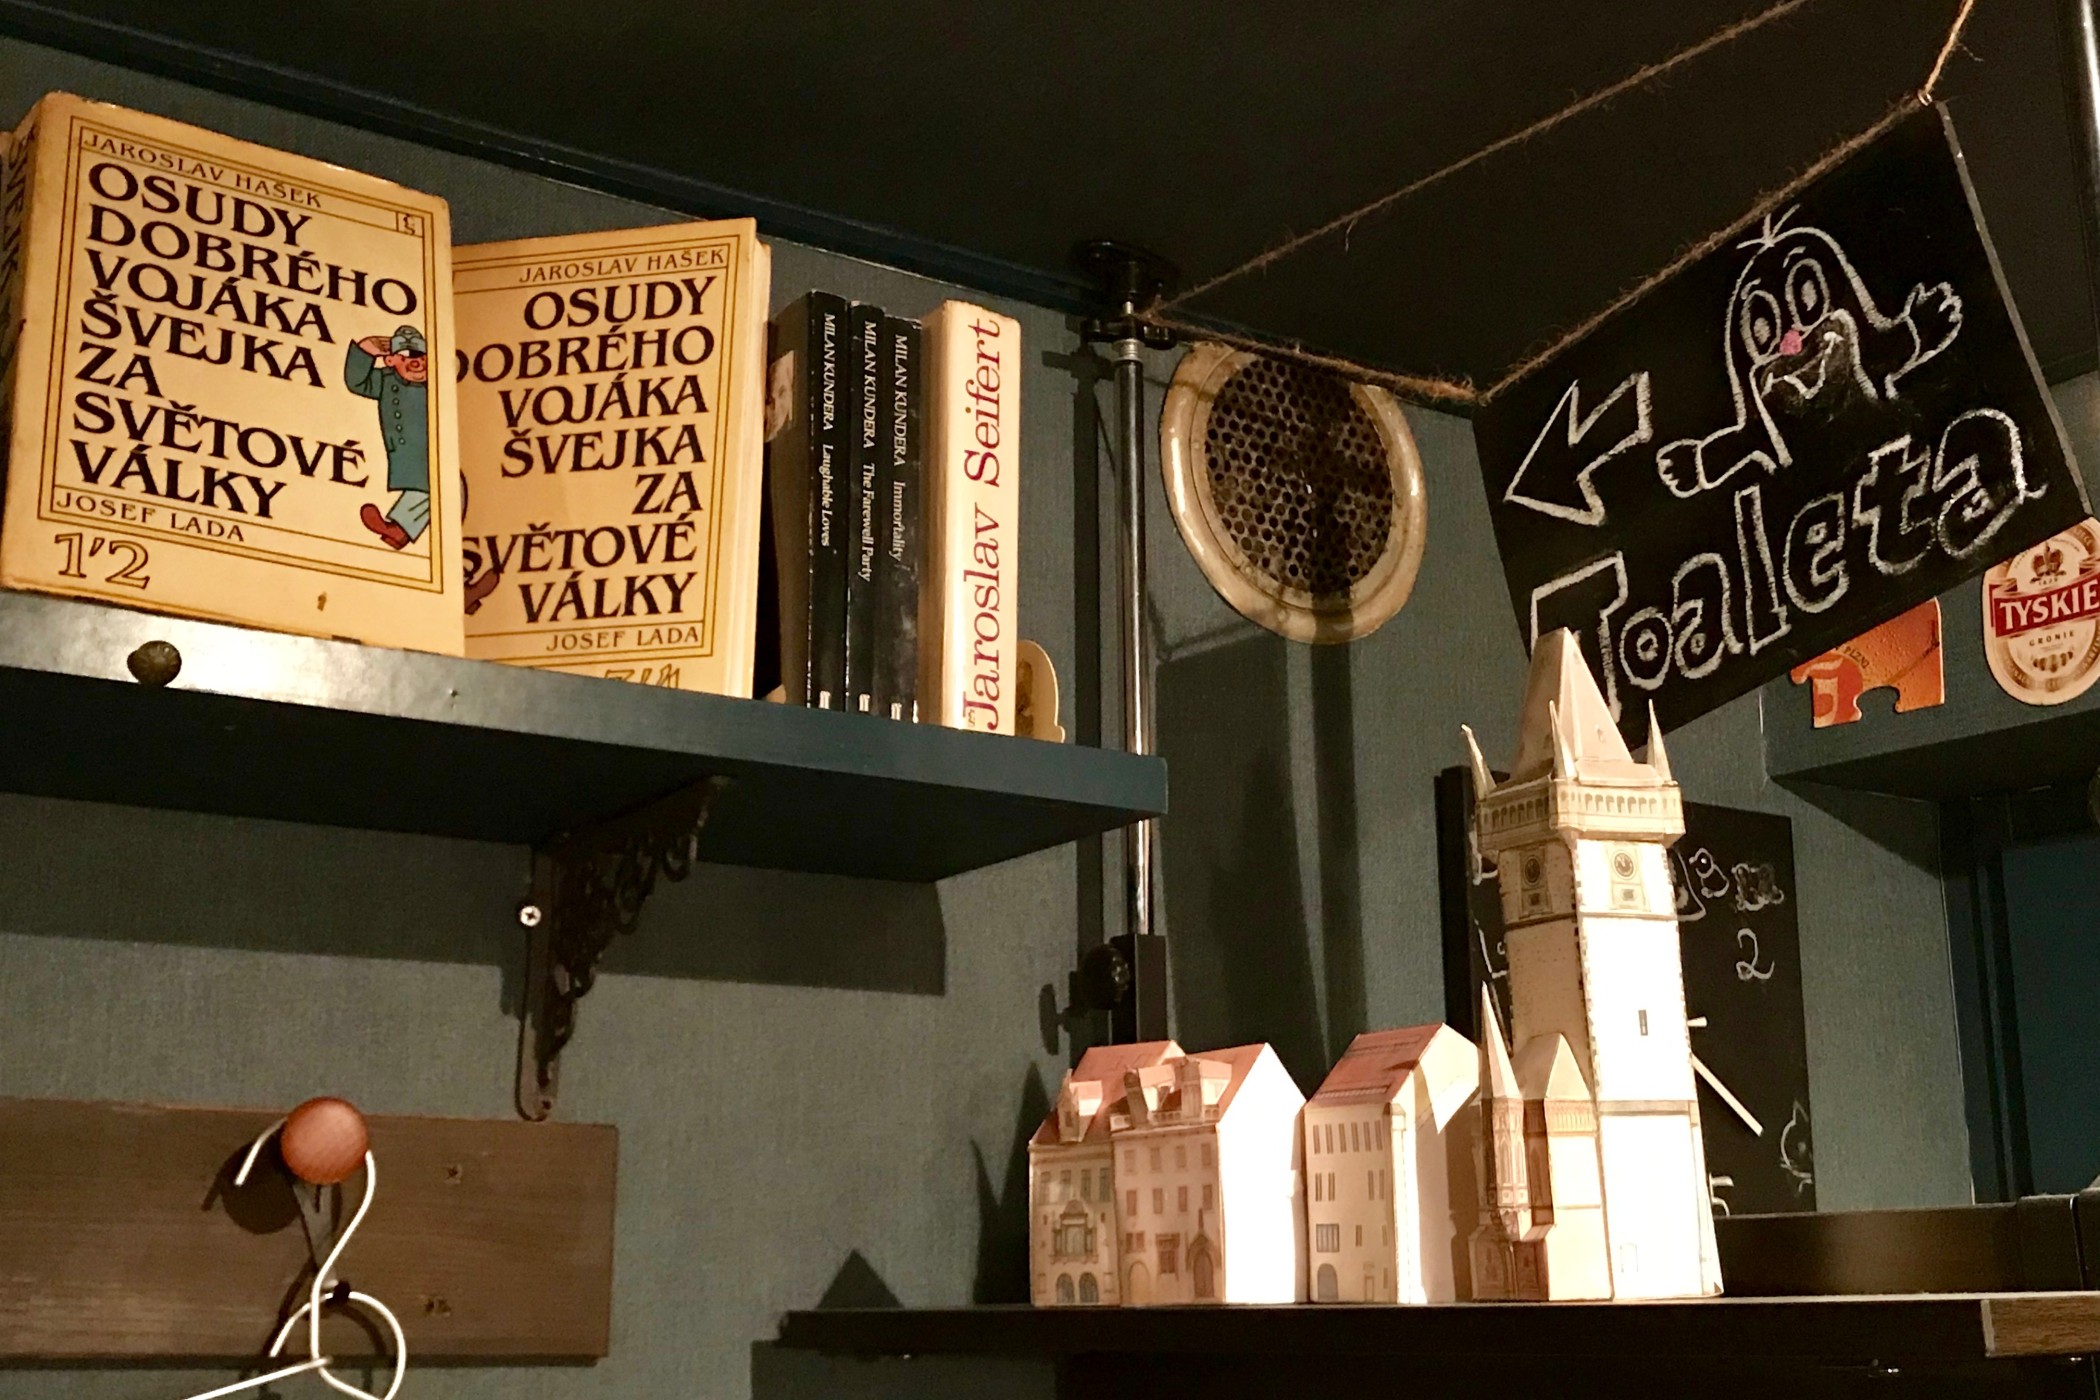 JAROSLAV HAŠEK
OSUDY
DOBRÉHO
VOJÁKA
ŠVEJKA
ZA
SVĚTOVÉ
VÁLKY
JOSEF LADA
1'2
JAROSLAV HAŠEK
OSUDY
DOBRÉHO
VOJÁKA
ŠVEJKA
ZA
SVĚTOVÉ
VÁLKY
JOSEF LADA
MILAN KUNDERA Laughable Loves
MILAN KUNDERA The Farewell Party
MILAN KUNDERA Immortality
Jaroslav Seifert
Toaleta
TYSKIE
GRONIE
2